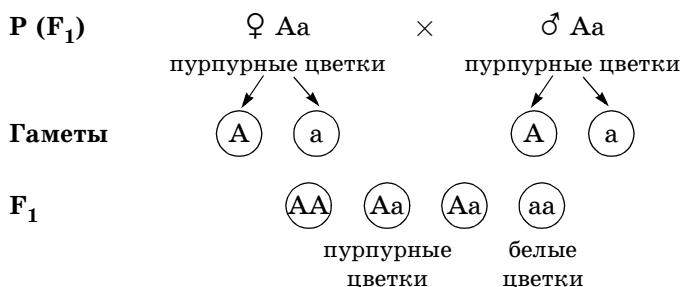 P (F₁) ♀ Aa × ♂ Aa
пурпурные цветки пурпурные цветки
Гаметы A a A a
F₁ AA Aa Aa aa
пурпурные белые
цветки цветки